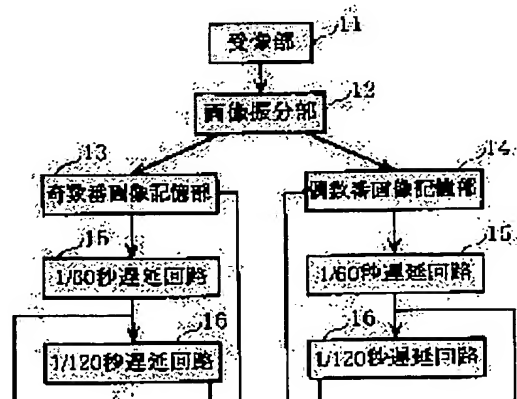 11
受像部
12
画像振分部
13
奇数番画像記憶部
14
偶数番画像記憶部
15
1/60秒遅延回路
15
1/60秒遅延回路
16
1/120秒遅延回路
16
1/120秒遅延回路